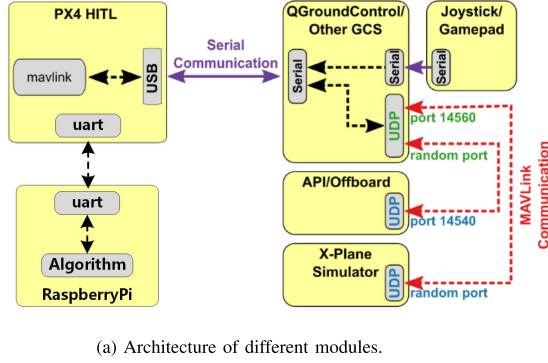 PX4 HITL
mavlink
USB
uart
uart
Algorithm
RaspberryPi
Serial
Communication
QGroundControl/
Other GCS
Serial
Serial
UDP
Joystick/
Gamepad
Serial
port 14560
random port
API/Offboard
UDP
port 14540
X-Plane
Simulator
UDP
random port
MAVLink
Communication
(a) Architecture of different modules.